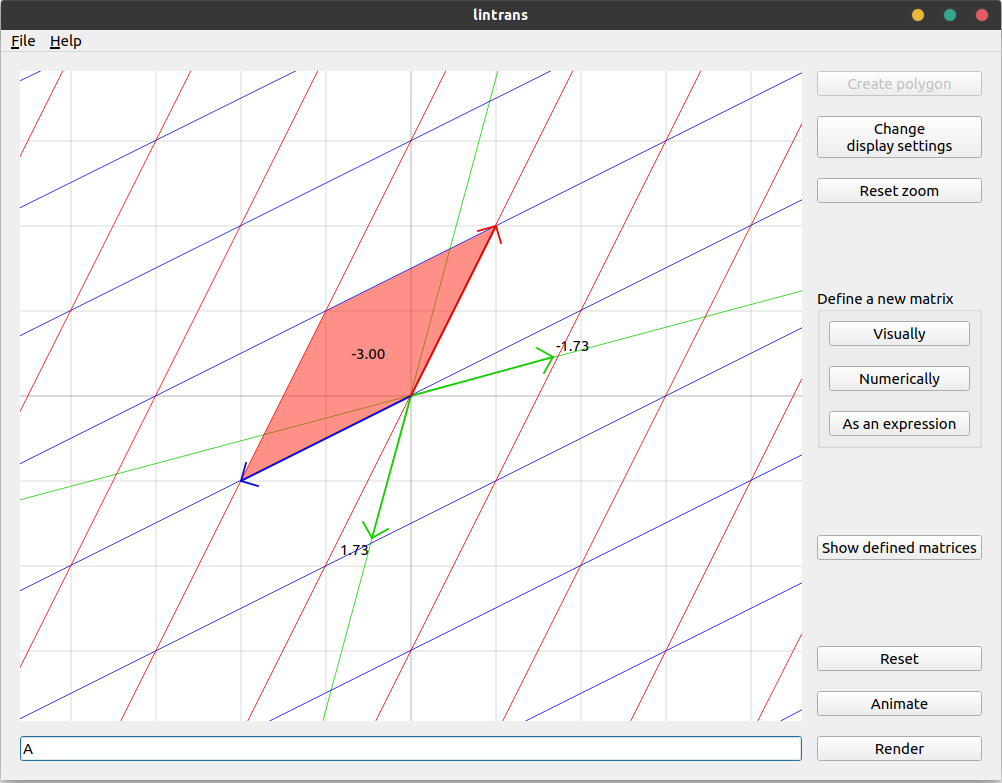 lintrans
File Help
Create polygon
Change
display settings
Reset zoom
Define a new matrix
-1.73
Visually
-3.00
Numerically
As an expression
Show defined matrices
1.73
Reset
Animate
A
Render